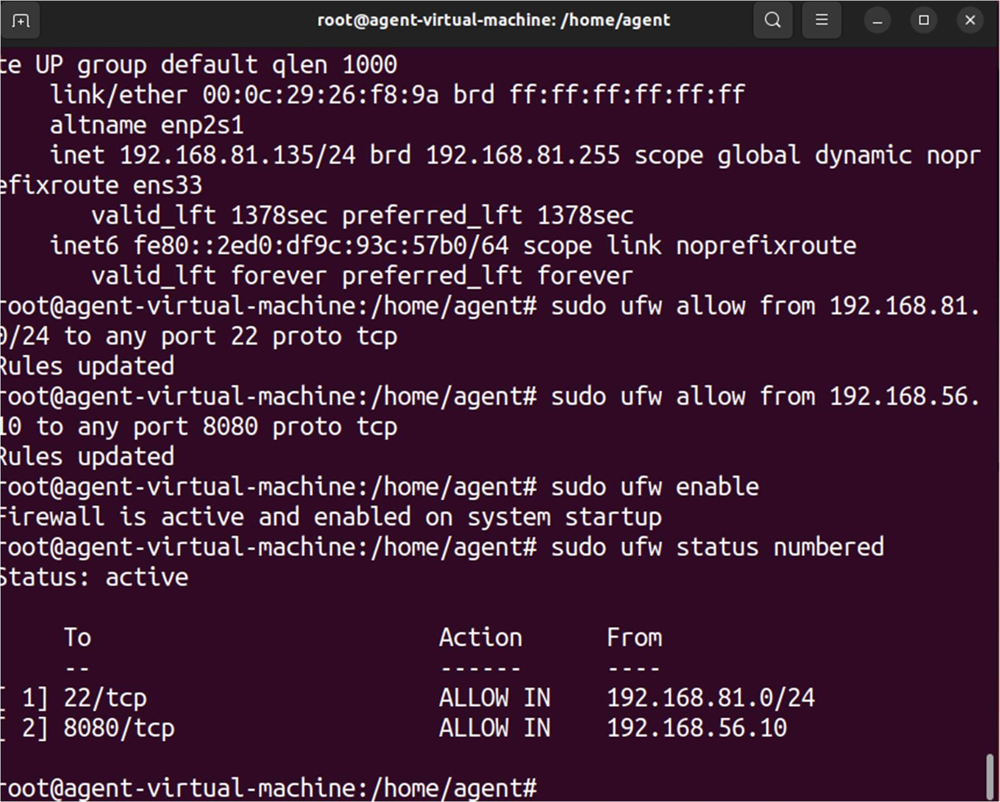 root@agent-virtual-machine: /home/agent
te UP group default qlen 1000
link/ether 00:0c:29:26:f8:9a brd ff:ff:ff:ff:ff:ff
altname enp2s1
inet 192.168.81.135/24 brd 192.168.81.255 scope global dynamic nopr
efixroute ens33
valid_lft 1378sec preferred_lft 1378sec
inet6 fe80::2ed0:df9c:93c:57b0/64 scope link noprefixroute
valid_lft forever preferred_lft forever
root@agent-virtual-machine:/home/agent# sudo ufw allow from 192.168.81.
0/24 to any port 22 proto tcp
Rules updated
root@agent-virtual-machine:/home/agent# sudo ufw allow from 192.168.56.
10 to any port 8080 proto tcp
Rules updated
root@agent-virtual-machine:/home/agent# sudo ufw enable
Firewall is active and enabled on system startup
root@agent-virtual-machine:/home/agent# sudo ufw status numbered
Status: active
To Action From
-- ------ ----
[ 1] 22/tcp ALLOW IN 192.168.81.0/24
[ 2] 8080/tcp ALLOW IN 192.168.56.10
root@agent-virtual-machine:/home/agent#